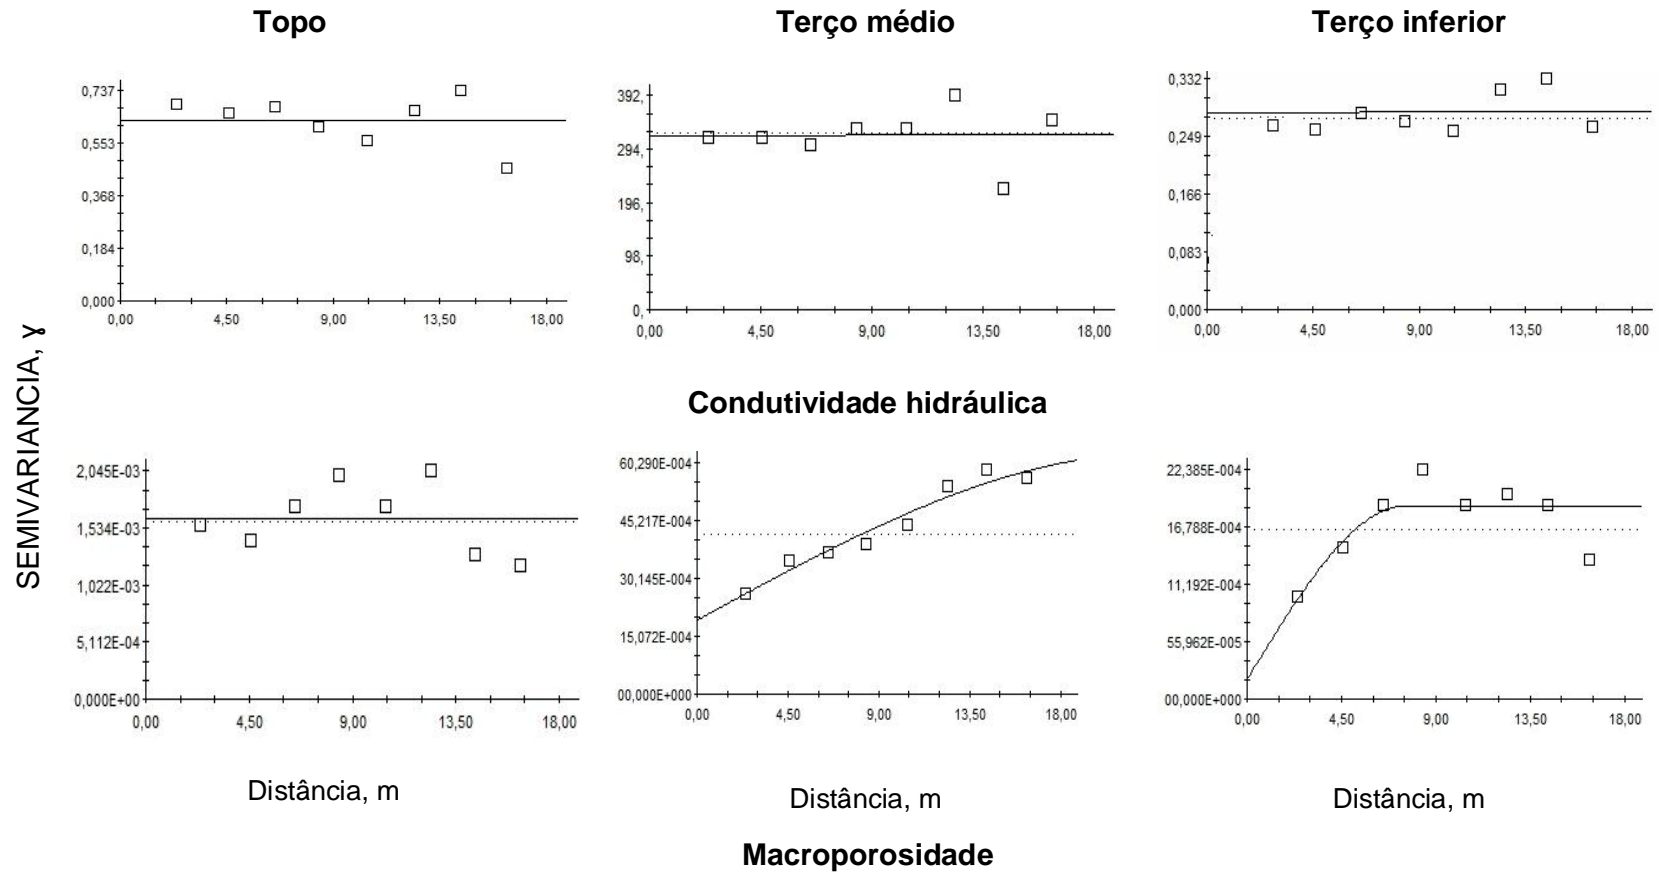 Topo
Terço médio
Terço inferior
SEMIVARIANCIA, ɣ
0,737
0,553
0,368
0,184
0,000
0,00 4,50 9,00 13,50 18,00
392,
294,
196,
98,
0,
0,00 4,50 9,00 13,50 18,00
0,332
0,249
0,166
0,083
0,000
0,00 4,50 9,00 13,50 18,00
Condutividade hidráulica
2,045E-03
1,534E-03
1,022E-03
5,112E-04
0,000E+00
0,00 4,50 9,00 13,50 18,00
60,290E-004
45,217E-004
30,145E-004
15,072E-004
00,000E+000
0,00 4,50 9,00 13,50 18,00
22,385E-004
16,788E-004
11,192E-004
55,962E-005
00,000E+000
0,00 4,50 9,00 13,50 18,00
Distância, m
Distância, m
Distância, m
Macroporosidade